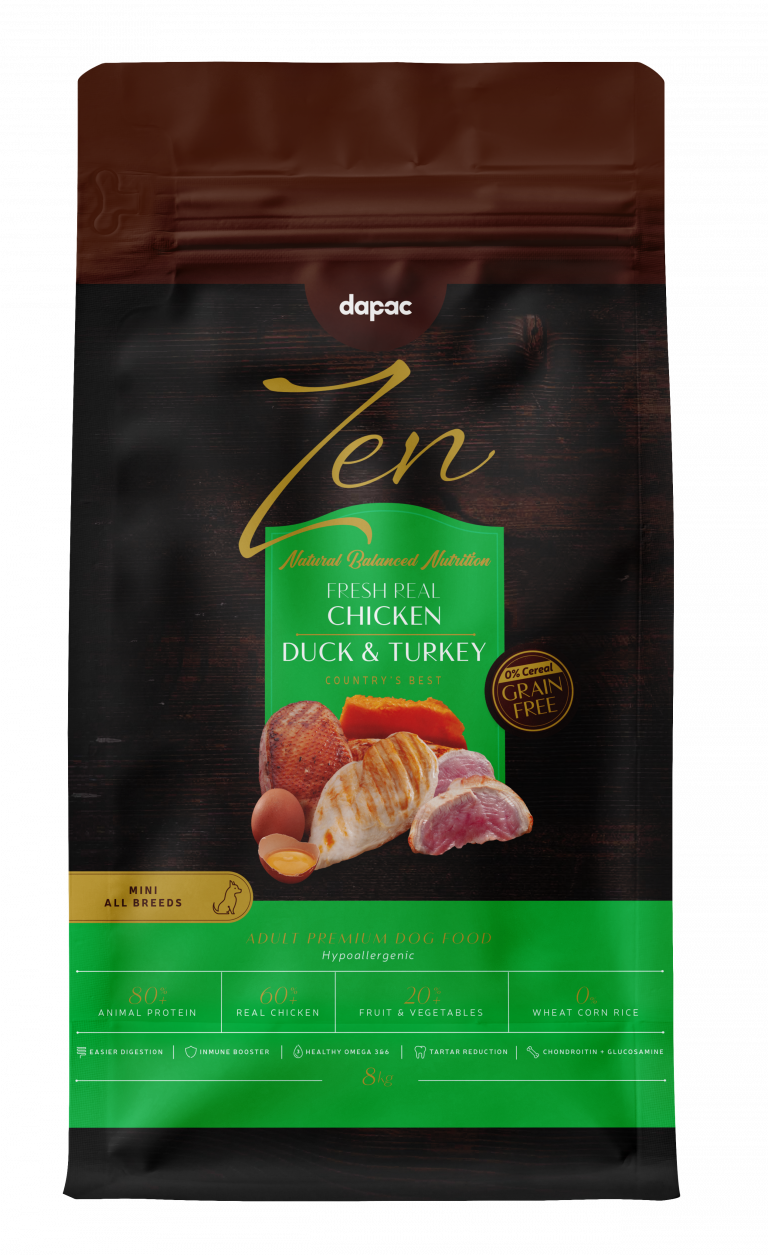 dapac
Zen
Natural Balanced Nutrition
FRESH REAL
CHICKEN
DUCK & TURKEY
COUNTRY'S BEST
0% Cereal
GRAIN
FREE
MINI
ALL BREEDS
ADULT PREMIUM DOG FOOD
Hypoallergenic
80%+ 60%+ 20%+ 0%
ANIMAL PROTEIN REAL CHICKEN FRUIT & VEGETABLES WHEAT CORN RICE
EASIER DIGESTION INMUNE BOOSTER HEALTHY OMEGA 3&6 TARTAR REDUCTION CHONDROITIN + GLUCOSAMINE
8kg